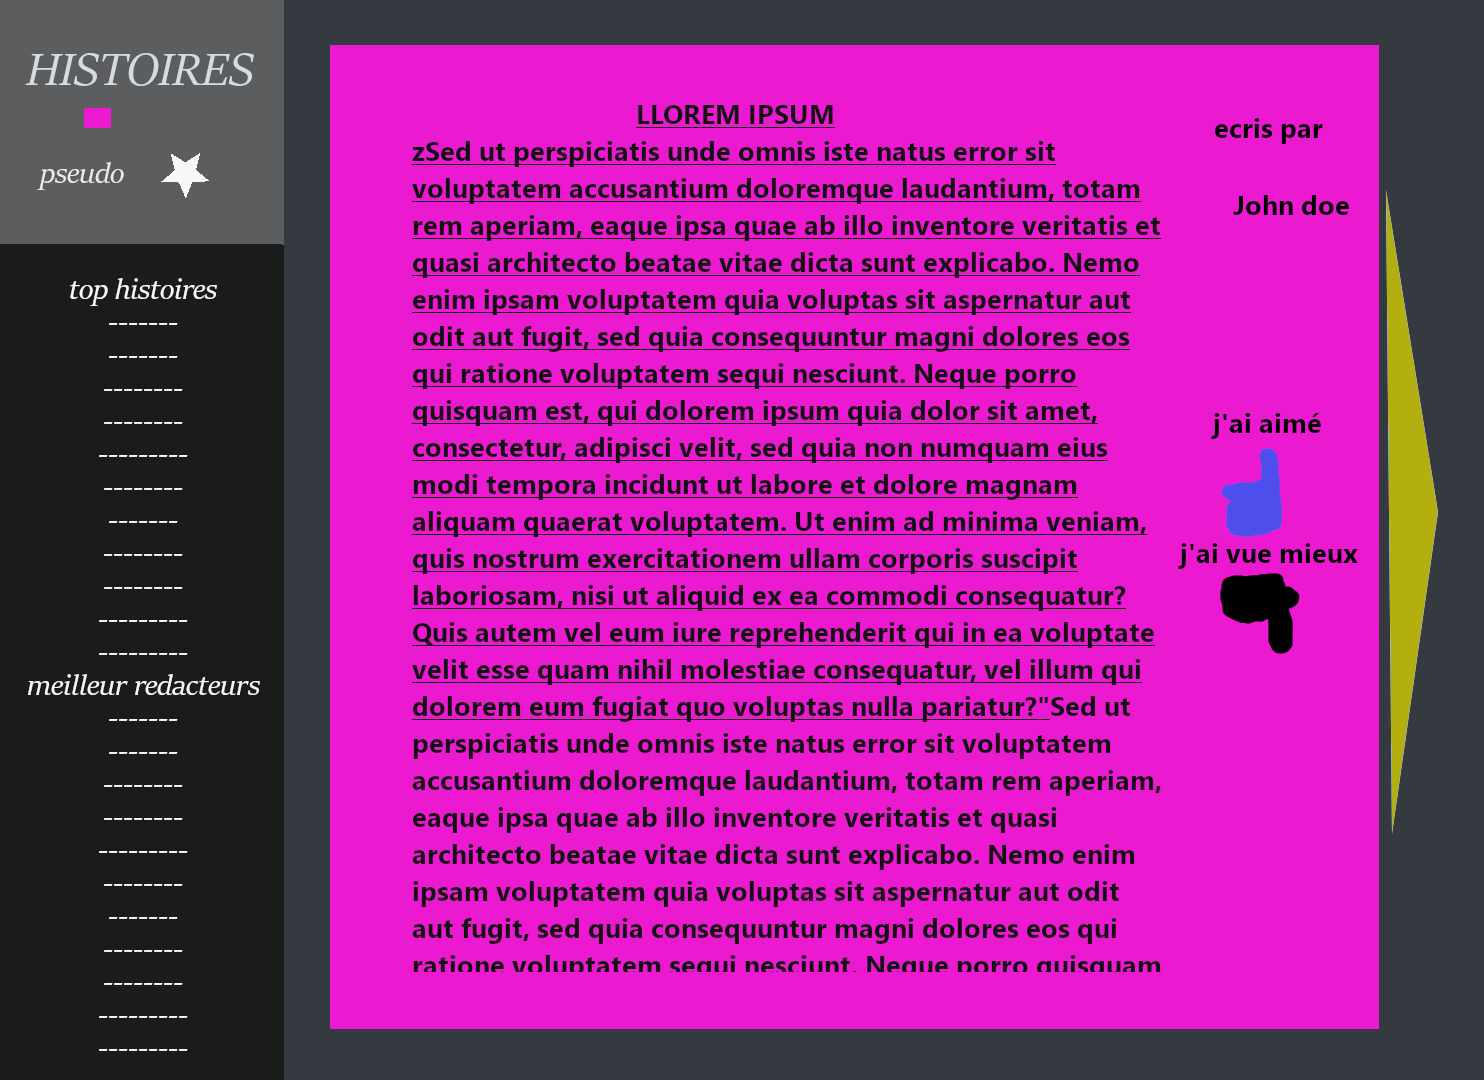 HISTOIRES
pseudo
top histoires
-------
-------
--------
--------
---------
--------
-------
--------
--------
---------
---------
meilleur redacteurs
-------
-------
--------
--------
---------
--------
-------
--------
--------
---------
---------
LLOREM IPSUM
zSed ut perspiciatis unde omnis iste natus error sit
voluptatem accusantium doloremque laudantium, totam
rem aperiam, eaque ipsa quae ab illo inventore veritatis et
quasi architecto beatae vitae dicta sunt explicabo. Nemo
enim ipsam voluptatem quia voluptas sit aspernatur aut
odit aut fugit, sed quia consequuntur magni dolores eos
qui ratione voluptatem sequi nesciunt. Neque porro
quisquam est, qui dolorem ipsum quia dolor sit amet,
consectetur, adipisci velit, sed quia non numquam eius
modi tempora incidunt ut labore et dolore magnam
aliquam quaerat voluptatem. Ut enim ad minima veniam,
quis nostrum exercitationem ullam corporis suscipit
laboriosam, nisi ut aliquid ex ea commodi consequatur?
Quis autem vel eum iure reprehenderit qui in ea voluptate
velit esse quam nihil molestiae consequatur, vel illum qui
dolorem eum fugiat quo voluptas nulla pariatur?"Sed ut
perspiciatis unde omnis iste natus error sit voluptatem
accusantium doloremque laudantium, totam rem aperiam,
eaque ipsa quae ab illo inventore veritatis et quasi
architecto beatae vitae dicta sunt explicabo. Nemo enim
ipsam voluptatem quia voluptas sit aspernatur aut odit
aut fugit, sed quia consequuntur magni dolores eos qui
ratione voluptatem sequi nesciunt. Neque porro quisquam
ecris par
John doe
j'ai aimé
j'ai vue mieux